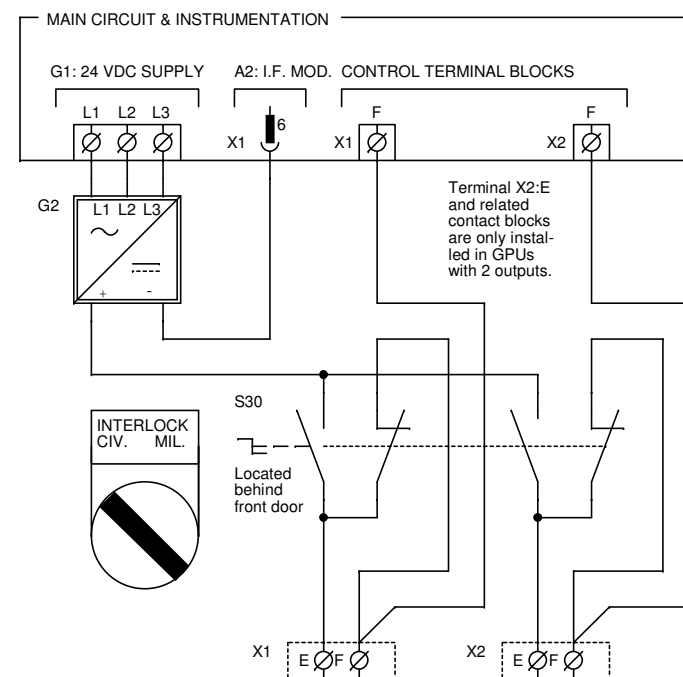 MAIN CIRCUIT & INSTRUMENTATION
G1: 24 VDC SUPPLY A2: I.F. MOD. CONTROL TERMINAL BLOCKS
L1 L2 L3 F F
6
X1 X1 X2
G2
L1 L2 L3
+ -
Terminal X2:E
and related
contact blocks
are only instal-
led in GPUs
with 2 outputs.
S30
INTERLOCK
CIV. MIL.
Located
behind
front door
X1 E F X2 E F